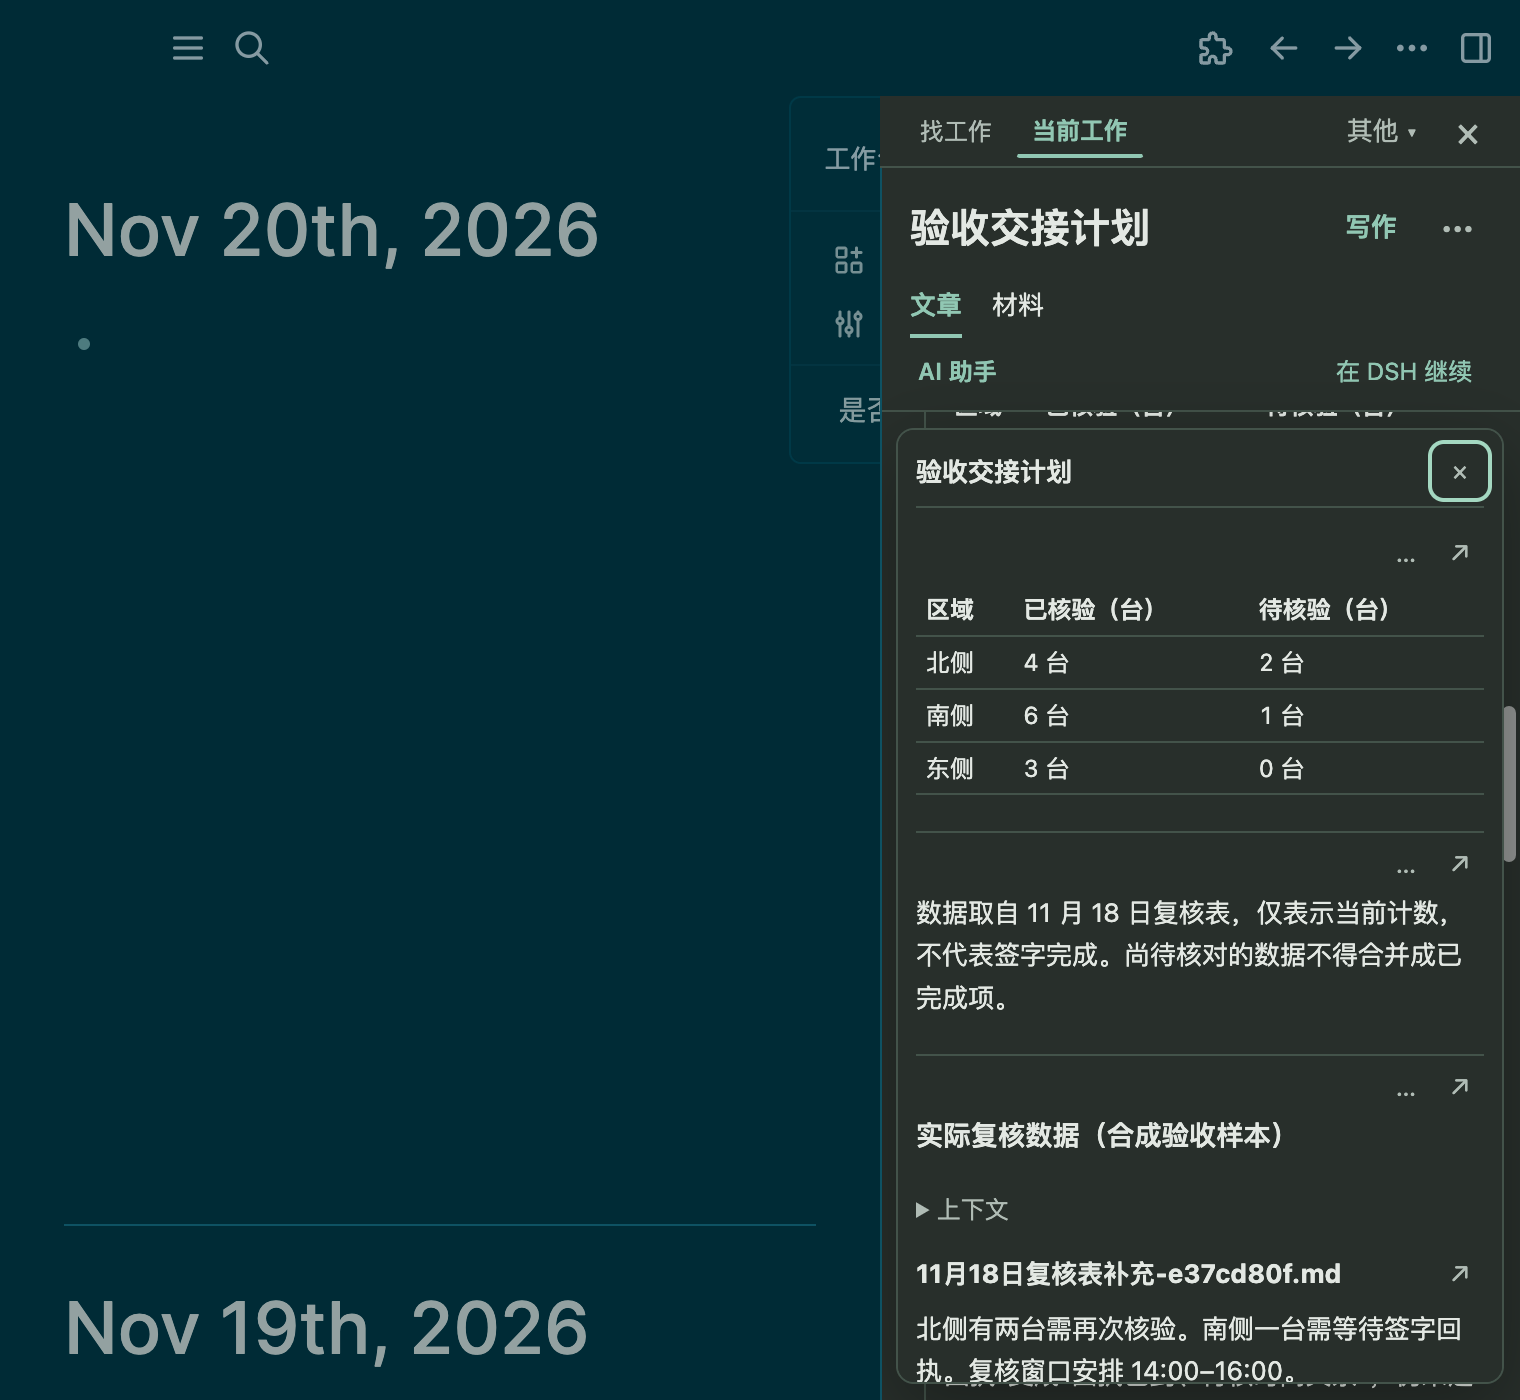 Nov 20th, 2026
Nov 19th, 2026
工作
是否
找工作 当前工作 其他
验收交接计划 写作
文章 材料
AI 助手 在 DSH 继续
验收交接计划
区域 已核验（台） 待核验（台）
北侧 4 台 2 台
南侧 6 台 1 台
东侧 3 台 0 台
数据取自 11 月 18 日复核表，仅表示当前计数，
不代表签字完成。尚待核对的数据不得合并成已
完成项。
实际复核数据（合成验收样本）
上下文
11月18日复核表补充-e37cd80f.md
北侧有两台需再次核验。南侧一台需等待签字回
执。复核窗口安排 14:00–16:00。